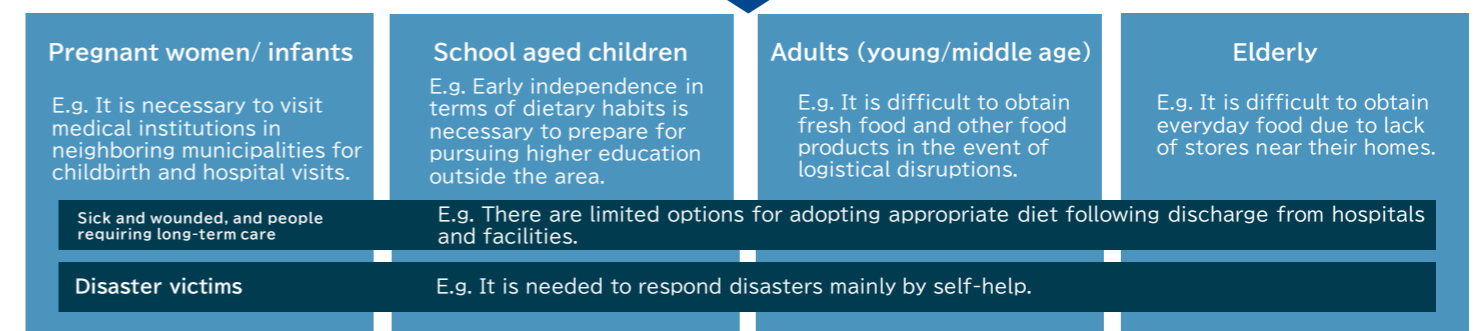 Pregnant women/ infants
E.g. It is necessary to visit
medical institutions in
neighboring municipalities for
childbirth and hospital visits.
School aged children
E.g. Early independence in
terms of dietary habits is
necessary to prepare for
pursuing higher education
outside the area.
Adults (young/middle age)
E.g. It is difficult to obtain
fresh food and other food
products in the event of
logistical disruptions.
Elderly
E.g. It is difficult to obtain
everyday food due to lack
of stores near their homes.
Sick and wounded, and people
requiring long-term care
E.g. There are limited options for adopting appropriate diet following discharge from hospitals
and facilities.
Disaster victims
E.g. It is needed to respond disasters mainly by self-help.